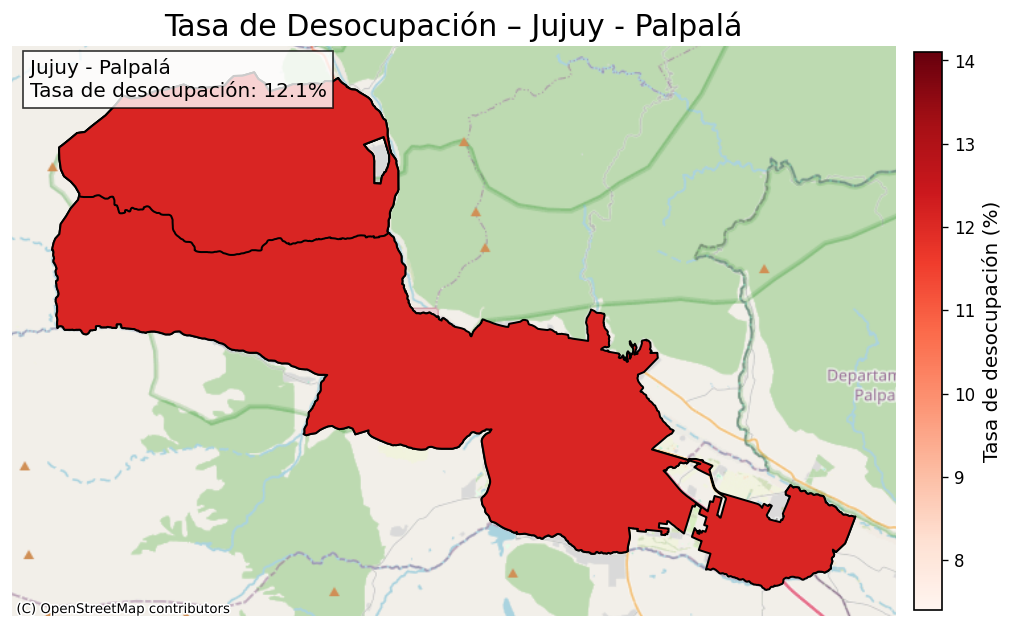 Tasa de Desocupación – Jujuy - Palpalá
Jujuy - Palpalá
Tasa de desocupación: 12.1%
14
13
12
11
10
9
8
Tasa de desocupación (%)
Departam
Palpa
(C) OpenStreetMap contributors